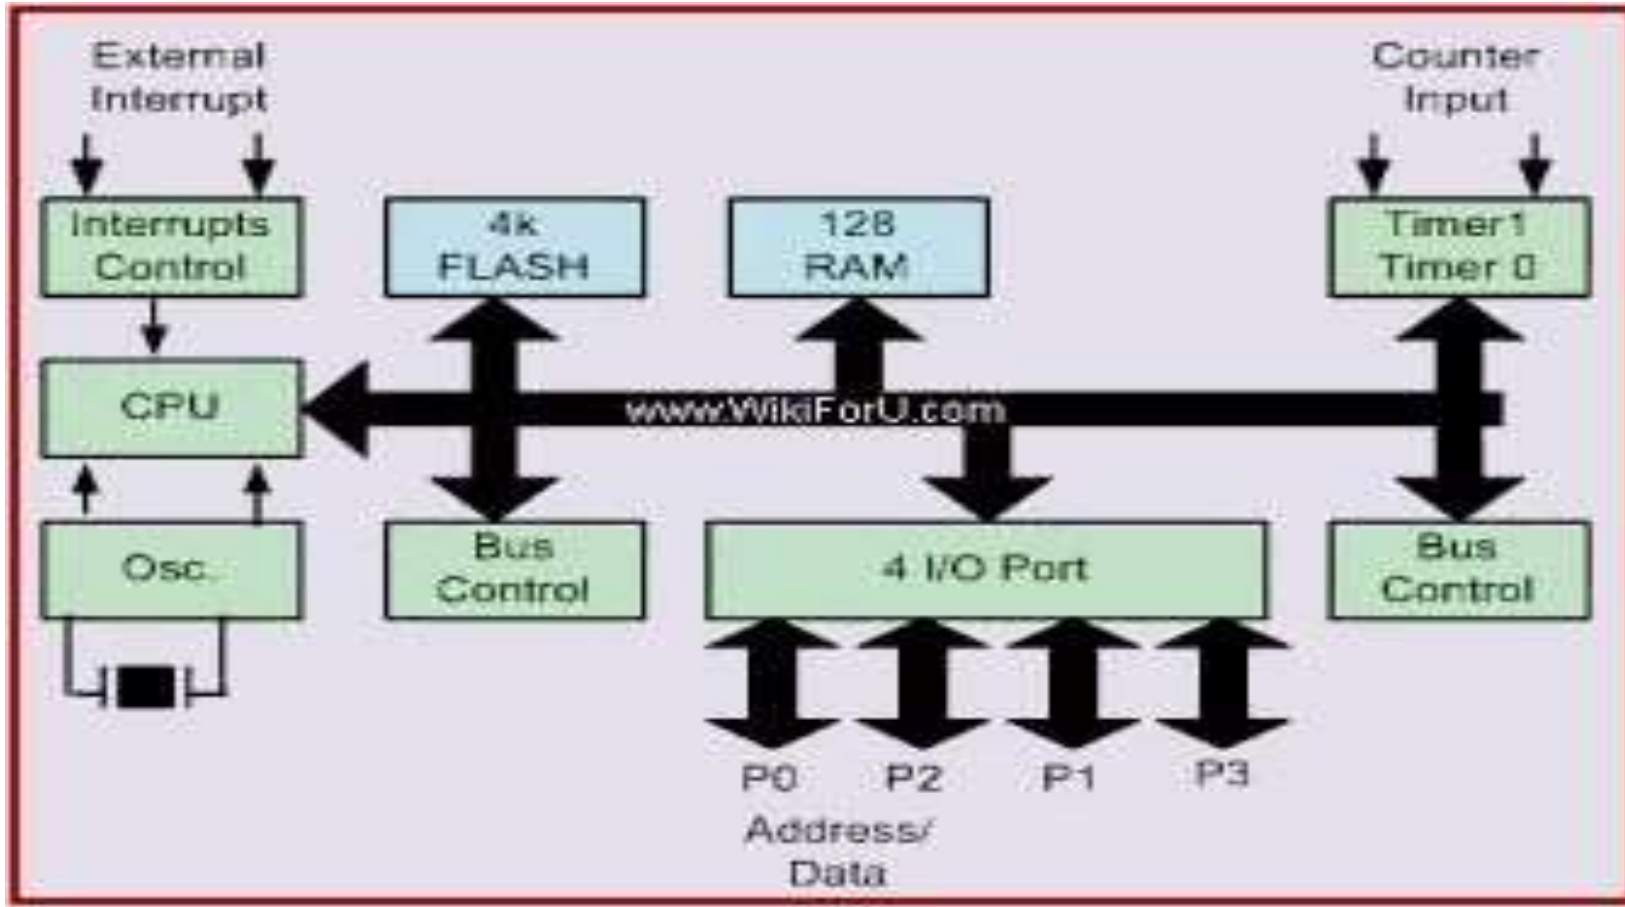 External
Interrupt
Counter
Input
Interrupts
Control
4k
FLASH
128
RAM
Timer1
Timer 0
CPU
www.WikiForU.com
Osc.
Bus
Control
4 I/O Port
Bus
Control
P0 P2 P1 P3
Address/
Data